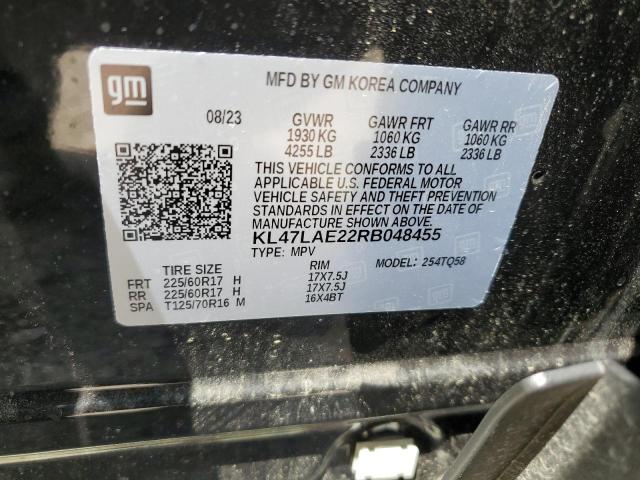 gm
MFD BY GM KOREA COMPANY
08/23 GVWR GAWR FRT GAWR RR
1930 KG 1060 KG 1060 KG
4255 LB 2336 LB 2336 LB
THIS VEHICLE CONFORMS TO ALL
APPLICABLE U.S. FEDERAL MOTOR
VEHICLE SAFETY AND THEFT PREVENTION
STANDARDS IN EFFECT ON THE DATE OF
MANUFACTURE SHOWN ABOVE.
KL47LAE22RB048455
TYPE: MPV MODEL: 254TQ58
TIRE SIZE RIM
FRT 225/60R17 H 17X7.5J
RR 225/60R17 H 17X7.5J
SPA T125/70R16 M 16X4BT